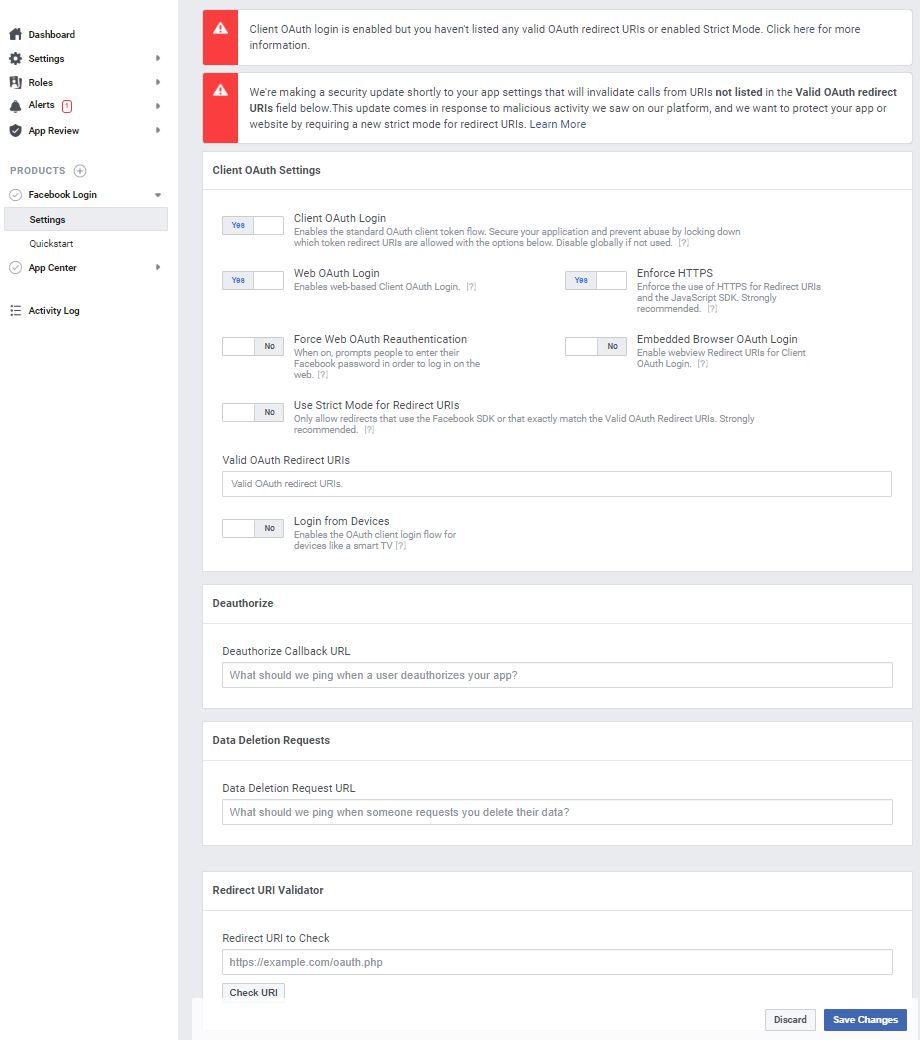 Dashboard
Settings
Roles
Alerts 1
App Review
PRODUCTS
Facebook Login
Settings
Quickstart
App Center
Activity Log
Client OAuth login is enabled but you haven't listed any valid OAuth redirect URIs or enabled Strict Mode. Click here for more
information.
We're making a security update shortly to your app settings that will invalidate calls from URIs not listed in the Valid OAuth redirect
URIs field below.This update comes in response to malicious activity we saw on our platform, and we want to protect your app or
website by requiring a new strict mode for redirect URIs. Learn More
Client OAuth Settings
Yes
Client OAuth Login
Enables the standard OAuth client token flow. Secure your application and prevent abuse by locking down
which token redirect URIs are allowed with the options below. Disable globally if not used. [?]
Yes
Web OAuth Login
Enables web-based Client OAuth Login. [?]
Yes
Enforce HTTPS
Enforce the use of HTTPS for Redirect URIs
and the JavaScript SDK. Strongly
recommended. [?]
No
Force Web OAuth Reauthentication
When on, prompts people to enter their
Facebook password in order to log in on the
web. [?]
No
Embedded Browser OAuth Login
Enable webview Redirect URIs for Client
OAuth Login. [?]
No
Use Strict Mode for Redirect URIs
Only allow redirects that use the Facebook SDK or that exactly match the Valid OAuth Redirect URIs. Strongly
recommended. [?]
Valid OAuth Redirect URIs
Valid OAuth redirect URIs.
No
Login from Devices
Enables the OAuth client login flow for
devices like a smart TV [?]
Deauthorize
Deauthorize Callback URL
What should we ping when a user deauthorizes your app?
Data Deletion Requests
Data Deletion Request URL
What should we ping when someone requests you delete their data?
Redirect URI Validator
Redirect URI to Check
https://example.com/oauth.php
Check URI
Discard
Save Changes